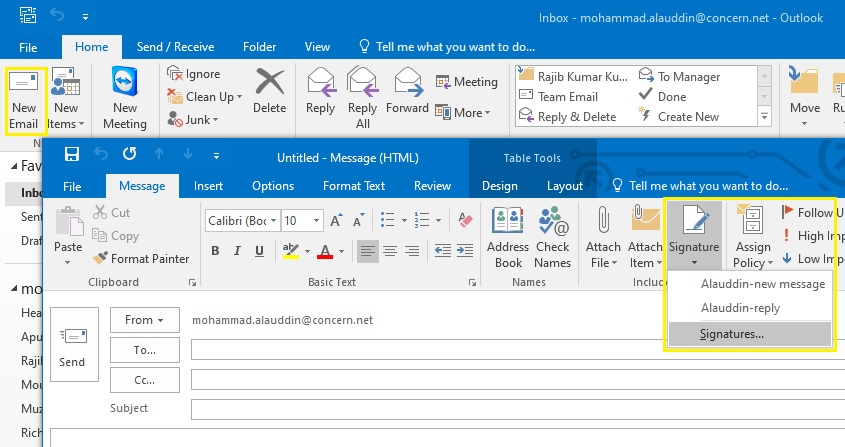 Inbox - mohammad.alauddin@concern.net - Outlook
File Home Send / Receive Folder View Tell me what you want to do...
New Email
New Items
New Meeting
Ignore
Clean Up
Junk
Delete
Reply
Reply All
Forward
Meeting
More
Rajib Kumar Ku...
To Manager
Team Email
Done
Reply & Delete
Create New
Move
Untitled - Message (HTML) Table Tools
File Message Insert Options Format Text Review Design Layout Tell me what you want to do...
Paste
Cut
Copy
Format Painter
Clipboard
Calibri (Boc 10
B I U
Basic Text
Address Book
Check Names
Names
Attach File
Attach Item
Signature
Includ
Assign Policy
Follow U
High Imp
Low Impo
Alauddin-new message
Alauddin-reply
Signatures...
Fav
Inbo
Sent
Draf
mo
Hea
Apu
Rajil
Mou
Muz
Send
From mohammad.alauddin@concern.net
To...
Cc...
Subject